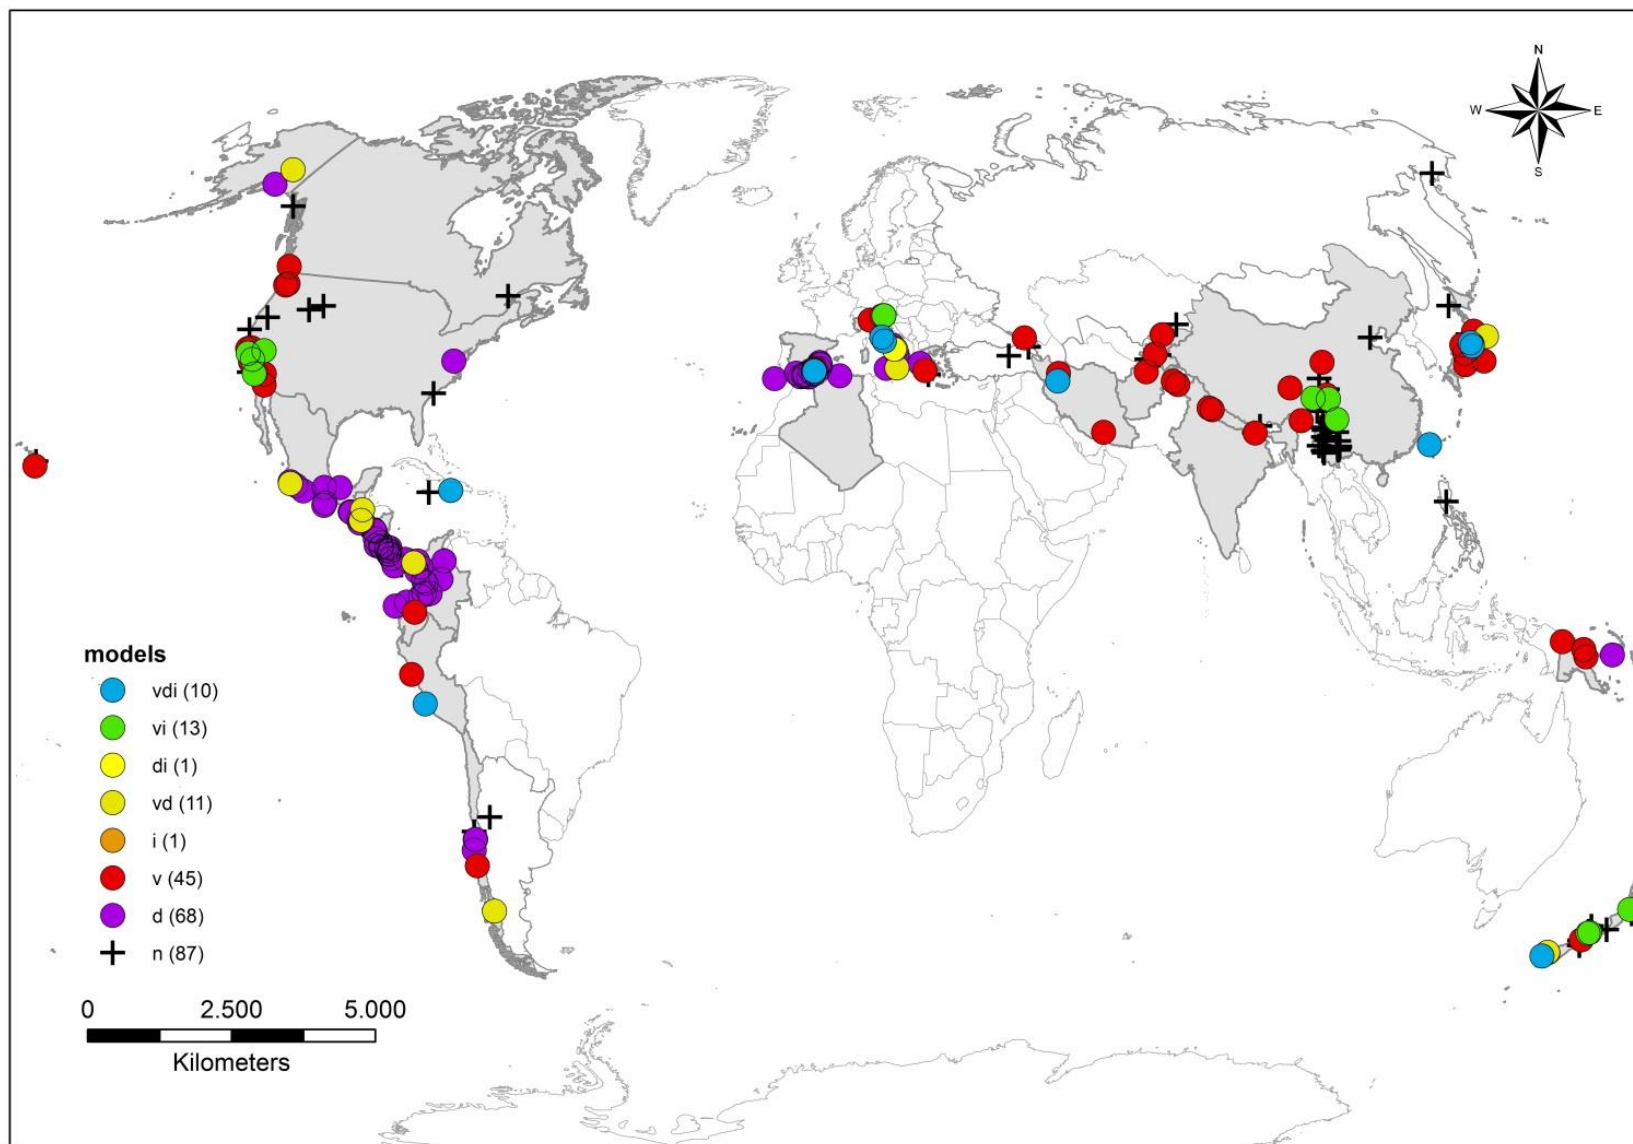 N
W E
S
models
vdi (10)
vi (13)
di (1)
vd (11)
i (1)
v (45)
d (68)
n (87)
0 2.500 5.000
Kilometers